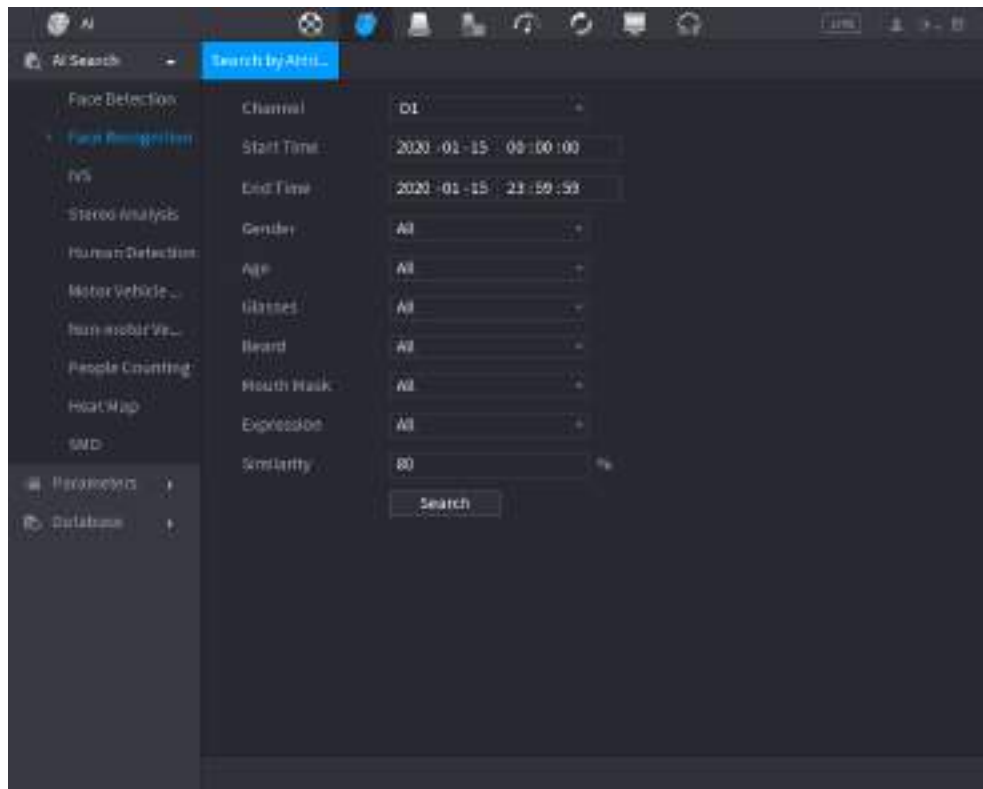 AI
LIVE
AI Search
Search by Attri...
Face Detection
Face Recognition
IVS
Stereo Analysis
Human Detection
Motor Vehicle ...
Non-motor Ve...
People Counting
Heat Map
SMD
Parameters
Database
Channel D1
Start Time 2020 -01 -15 00 :00 :00
End Time 2020 -01 -15 23 :59 :59
Gender All
Age All
Glasses All
Beard All
Mouth Mask All
Expression All
Similarity 80 %
Search